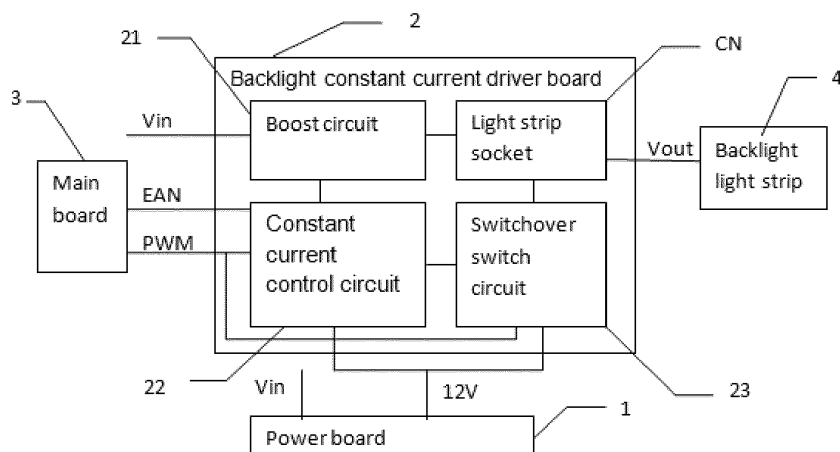 21
2
CN
Backlight constant current driver board
3
4
Vin
Boost circuit
Light strip
socket
Vout
Backlight
light strip
Main
board
EAN
PWM
Constant
current
control circuit
Switchover
switch
circuit
22
Vin
12V
23
1
Power board